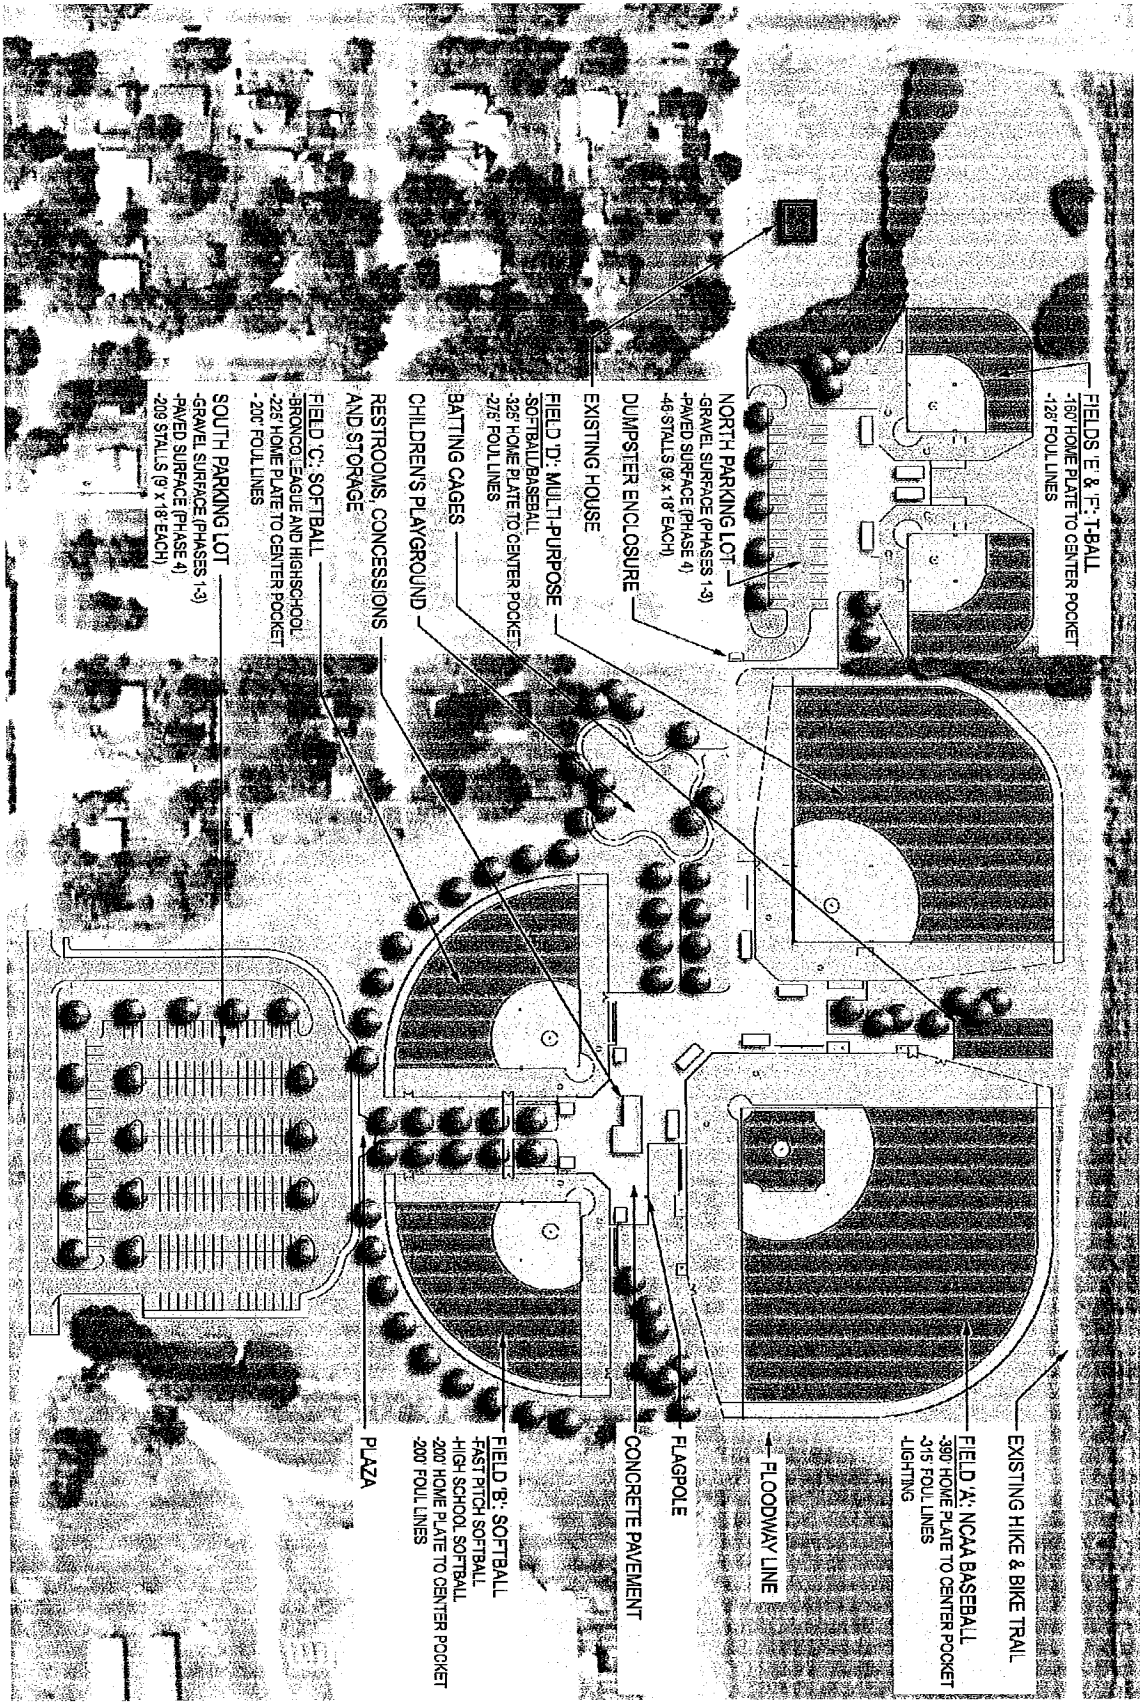 FIELDS 'E' & 'F': T-BALL
-160' HOME PLATE TO CENTER POCKET
-125' FOUL LINES
NORTH PARKING LOT
-GRAVEL SURFACE (PHASES 1-3)
-PAVED SURFACE (PHASE 4)
-46 STALLS (9' x 18' EACH)
DUMPSTER ENCLOSURE
EXISTING HOUSE
FIELD 'D': MULTI-PURPOSE
-SOFTBALL/BASEBALL
-325' HOME PLATE TO CENTER POCKET
-275' FOUL LINES
BATTING CAGES
CHILDREN'S PLAYGROUND
RESTROOMS, CONCESSIONS
AND STORAGE
FIELD 'C': SOFTBALL
-BRONCO LEAGUE AND HIGHSCHOOL
-225' HOME PLATE TO CENTER POCKET
-200' FOUL LINES
SOUTH PARKING LOT
-GRAVEL SURFACE (PHASES 1-3)
-PAVED SURFACE (PHASE 4)
-209 STALLS (9' x 18' EACH)
EXISTING HIKE & BIKE TRAIL
FIELD 'A': NCAA BASEBALL
-390' HOME PLATE TO CENTER POCKET
-315' FOUL LINES
-LIGHTING
FLOODWAY LINE
FLAGPOLE
CONCRETE PAVEMENT
FIELD 'B': SOFTBALL
-FAST PITCH SOFTBALL
-HIGH SCHOOL SOFTBALL
-200' HOME PLATE TO CENTER POCKET
-200' FOUL LINES
PLAZA